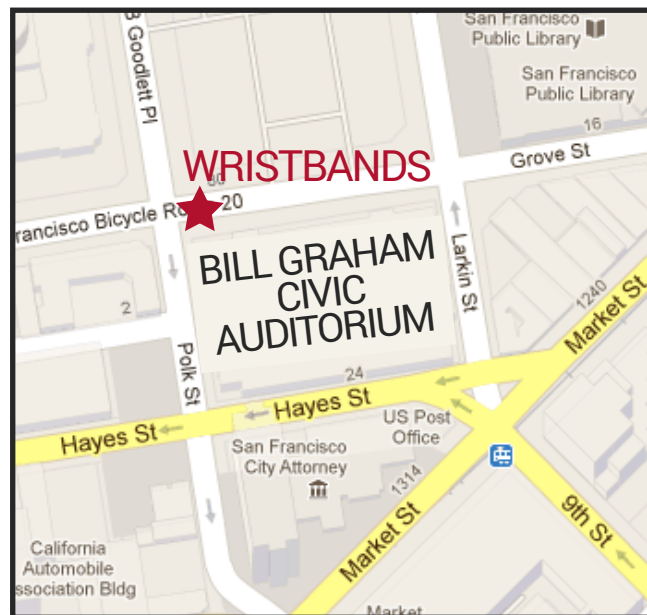 B Goodlett Pl
San Francisco
Public Library
San Francisco
Public Library
16
Grove St
WRISTBANDS
20
rancisco Bicycle Ro
BILL GRAHAM
CIVIC
AUDITORIUM
Larkin St
1240
Market St
2
Polk St
24
Hayes St
Hayes St
US Post
Office
San Francisco
City Attorney
1314
Market St
9th St
California
Automobile
ssociation Bldg
Market